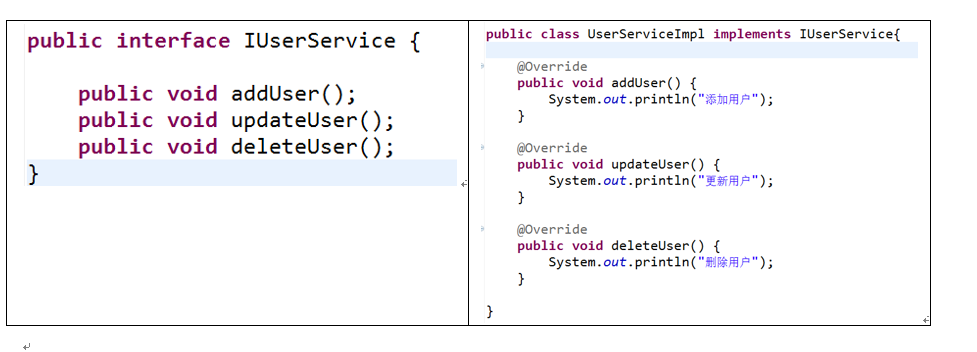 public interface IUserService {
public void addUser();
public void updateUser();
public void deleteUser();
}
public class UserServiceImpl implements IUserService{
@Override
public void addUser() {
System.out.println("添加用户");
}
@Override
public void updateUser() {
System.out.println("更新用户");
}
@Override
public void deleteUser() {
System.out.println("删除用户");
}
}